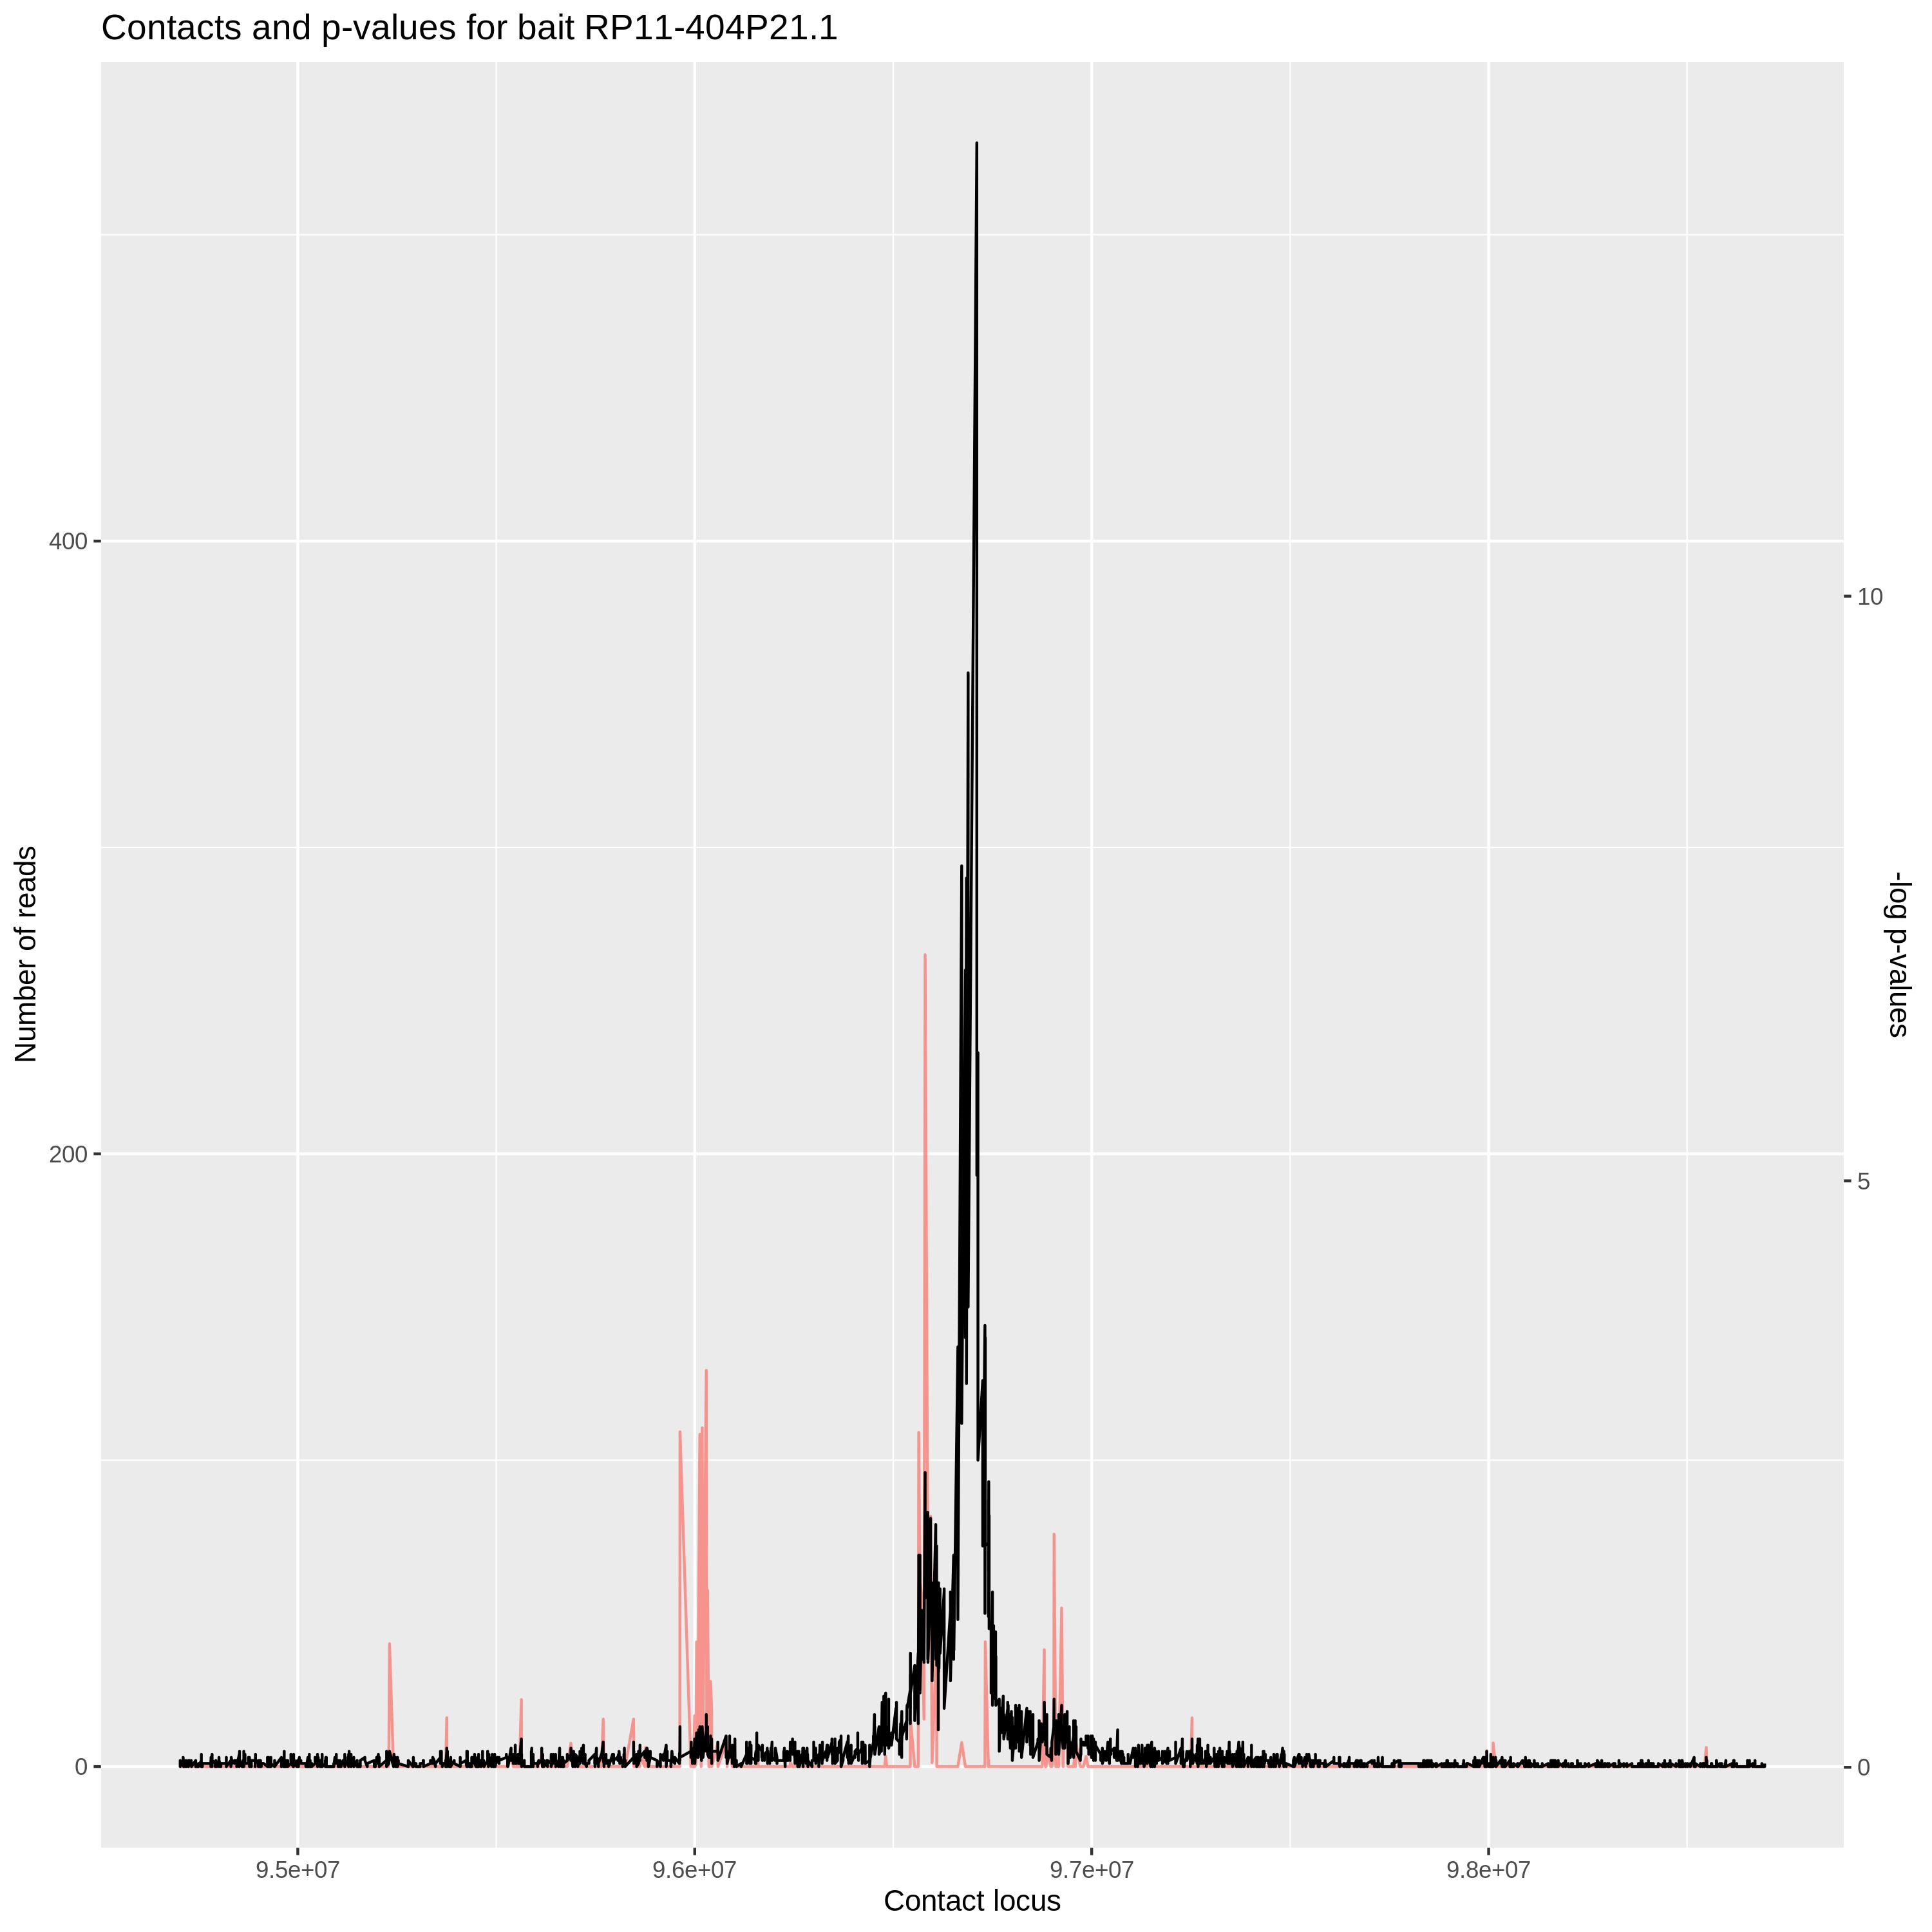 Contacts and p-values for bait RP11-404P21.1
Number of reads
400
200
0
10
5
0
-log p-values
9.5e+07 9.6e+07 9.7e+07 9.8e+07
Contact locus